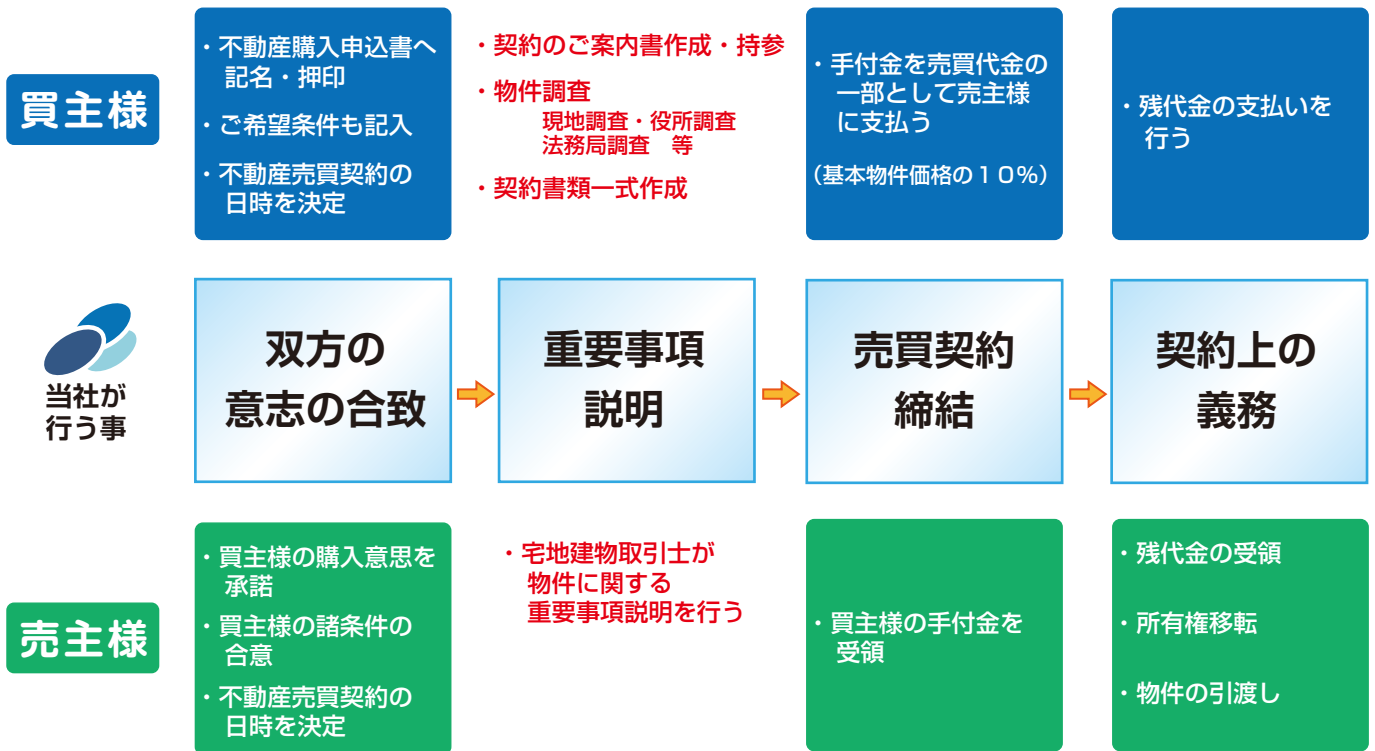 買主様
・不動産購入申込書へ
記名・押印
・ご希望条件も記入
・不動産売買契約の
日時を決定
・契約のご案内書作成・持参
・物件調査
現地調査・役所調査
法務局調査　等
・契約書類一式作成
・手付金を売買代金の
一部として売主様
に支払う
（基本物件価格の１０％）
・残代金の支払いを
行う
当社が
行う事
双方の
意志の合致
重要事項
説明
売買契約
締結
契約上の
義務
売主様
・買主様の購入意思を
承諾
・買主様の諸条件の
合意
・不動産売買契約の
日時を決定
・宅地建物取引士が
物件に関する
重要事項説明を行う
・買主様の手付金を
受領
・残代金の受領
・所有権移転
・物件の引渡し